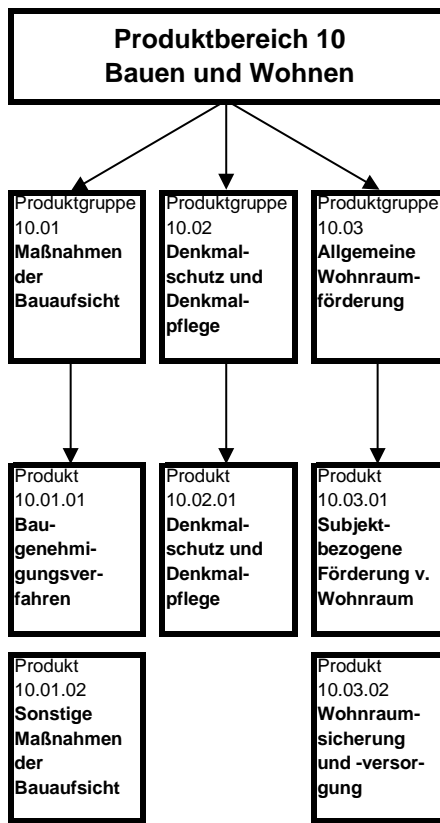 Produktbereich 10
Bauen und Wohnen
Produktgruppe
10.01
Maßnahmen
der
Bauaufsicht
Produktgruppe
10.02
Denkmal-
schutz und
Denkmal-
pflege
Produktgruppe
10.03
Allgemeine
Wohnraum-
förderung
Produkt
10.01.01
Bau-
genehmi-
gungsver-
fahren
Produkt
10.02.01
Denkmal-
schutz und
Denkmal-
pflege
Produkt
10.03.01
Subjekt-
bezogene
Förderung v.
Wohnraum
Produkt
10.01.02
Sonstige
Maßnahmen
der
Bauaufsicht
Produkt
10.03.02
Wohnraum-
sicherung
und -versor-
gung